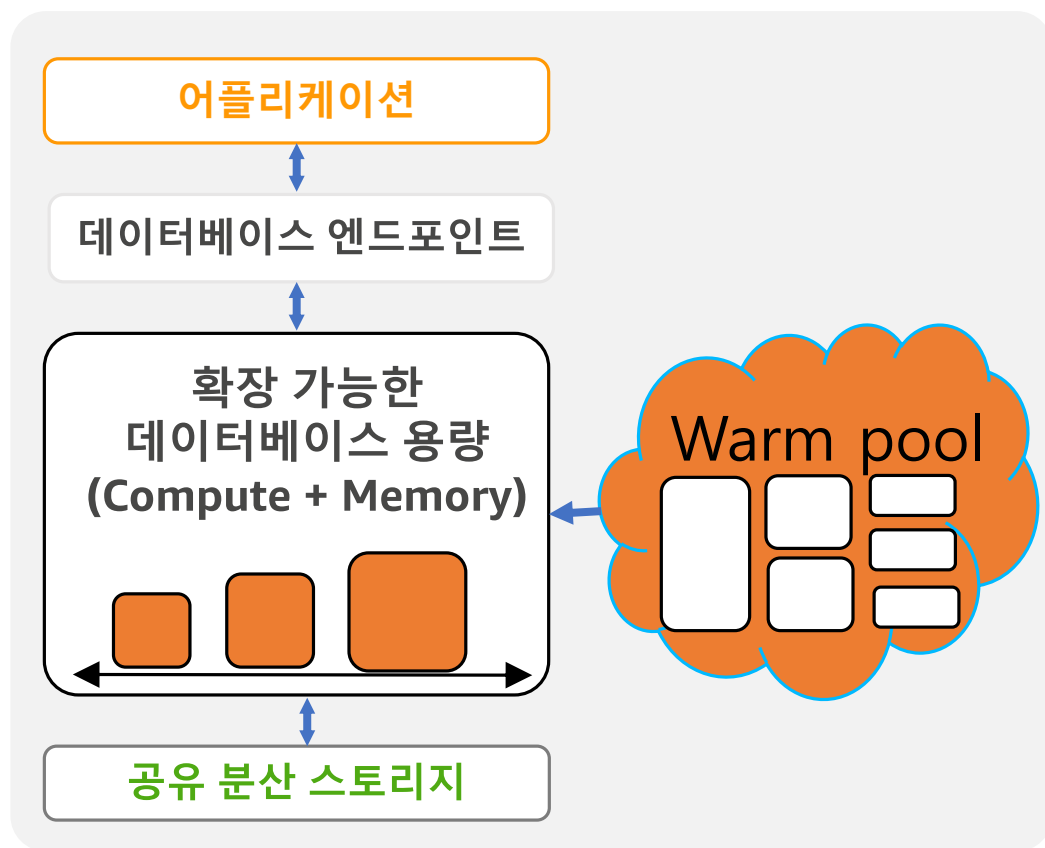 어플리케이션
데이터베이스 엔드포인트
확장 가능한
데이터베이스 용량
(Compute + Memory)
Warm pool
공유 분산 스토리지